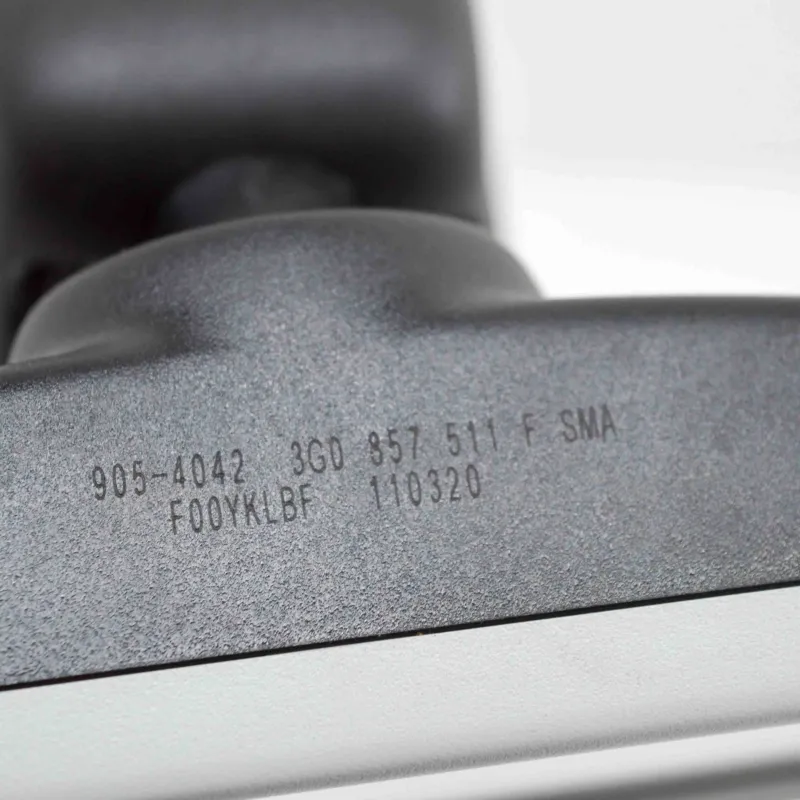 905-4042 3G0 857 511 F SMA
F00YKLBF 110320